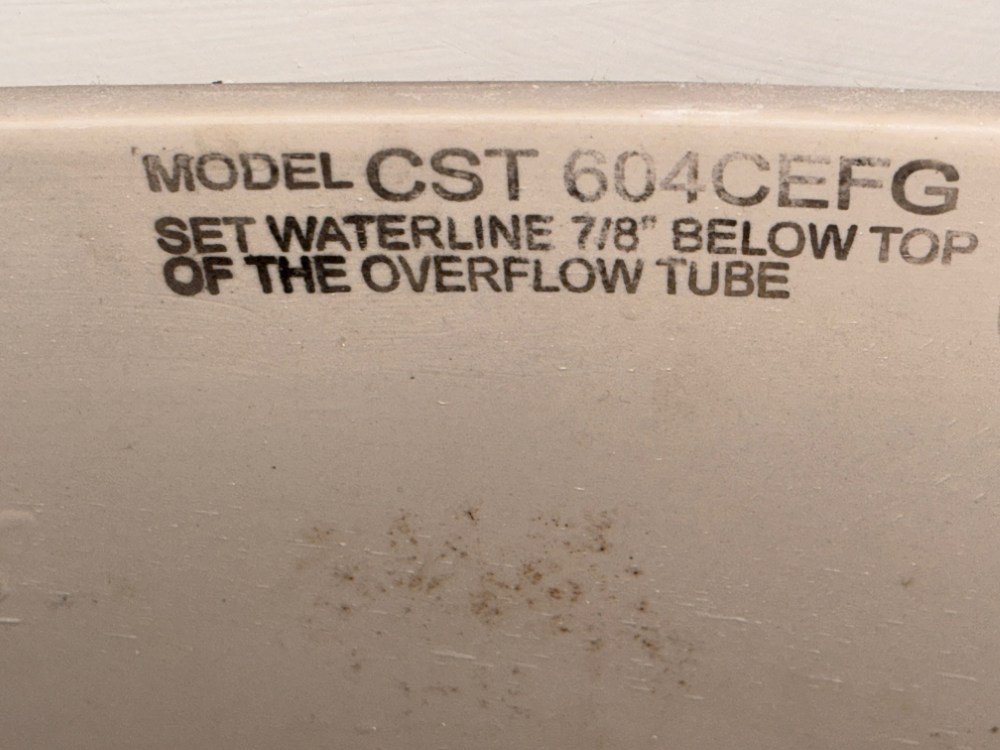 MODEL CST 604CEFG
SET WATERLINE 7/8" BELOW TOP
OF THE OVERFLOW TUBE